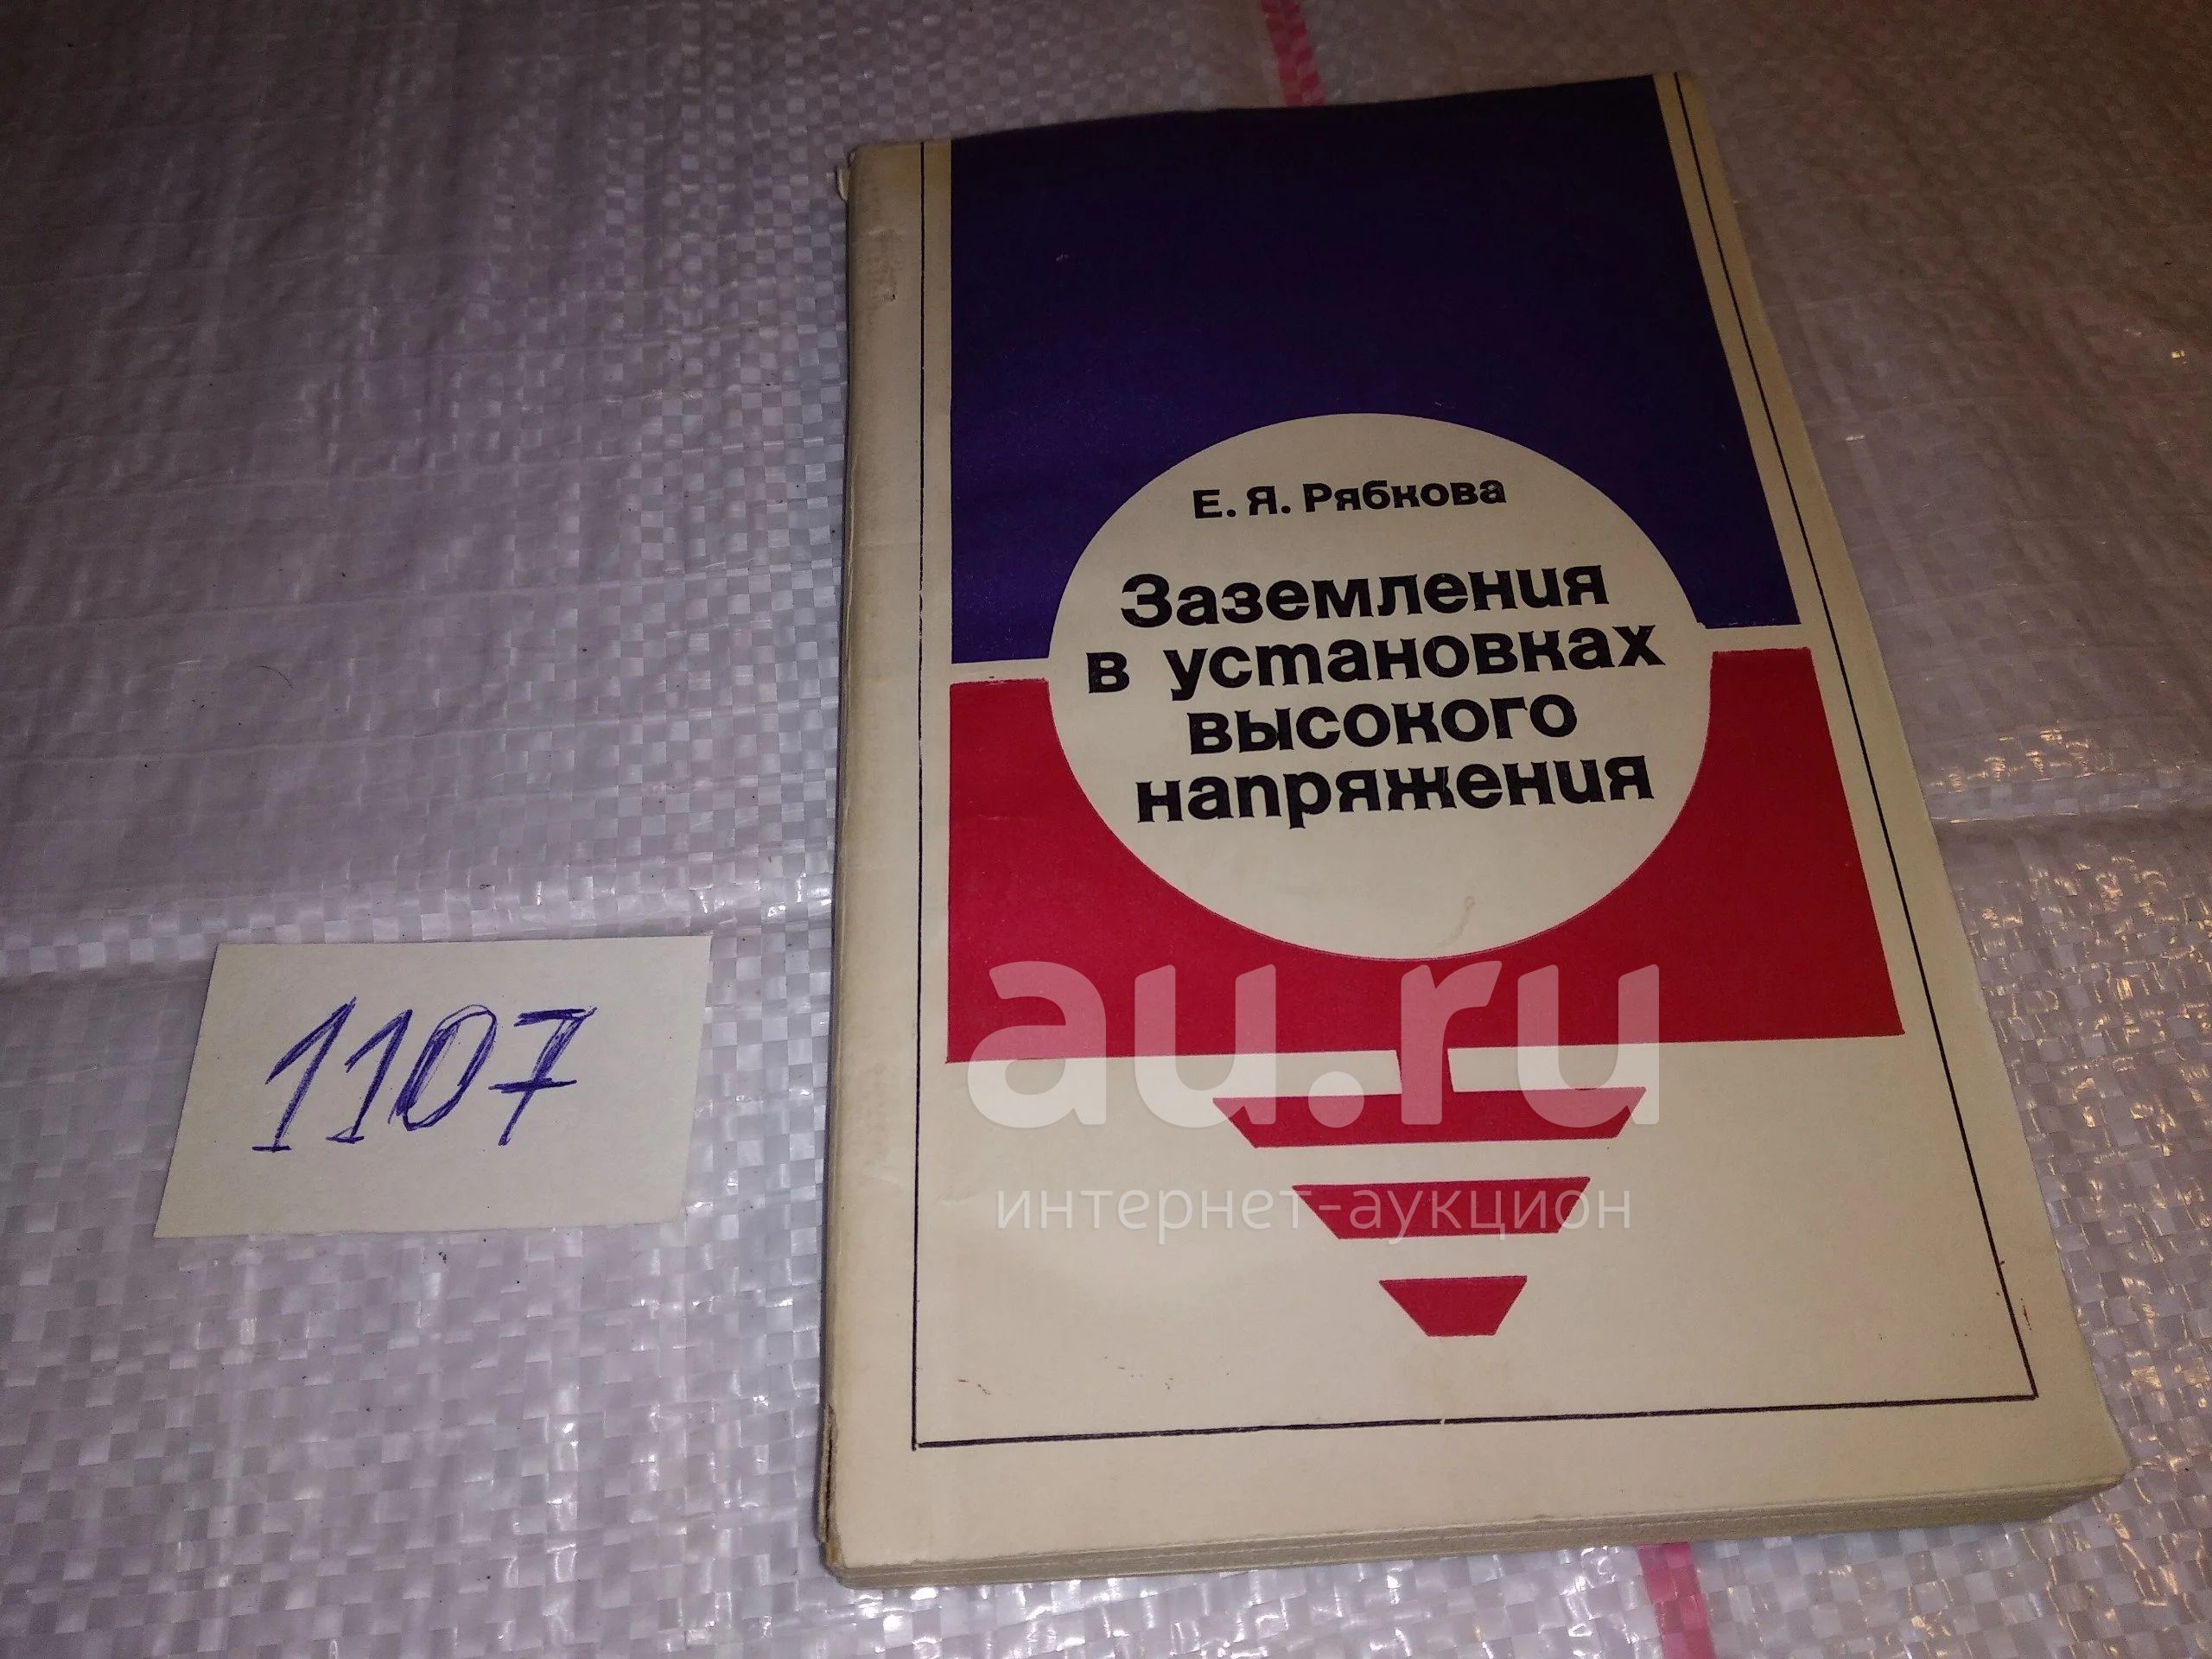 Е. Я. Рябкова
Заземления
в установках
высокого
напряжения
1107
au.ru
интернет-аукцион